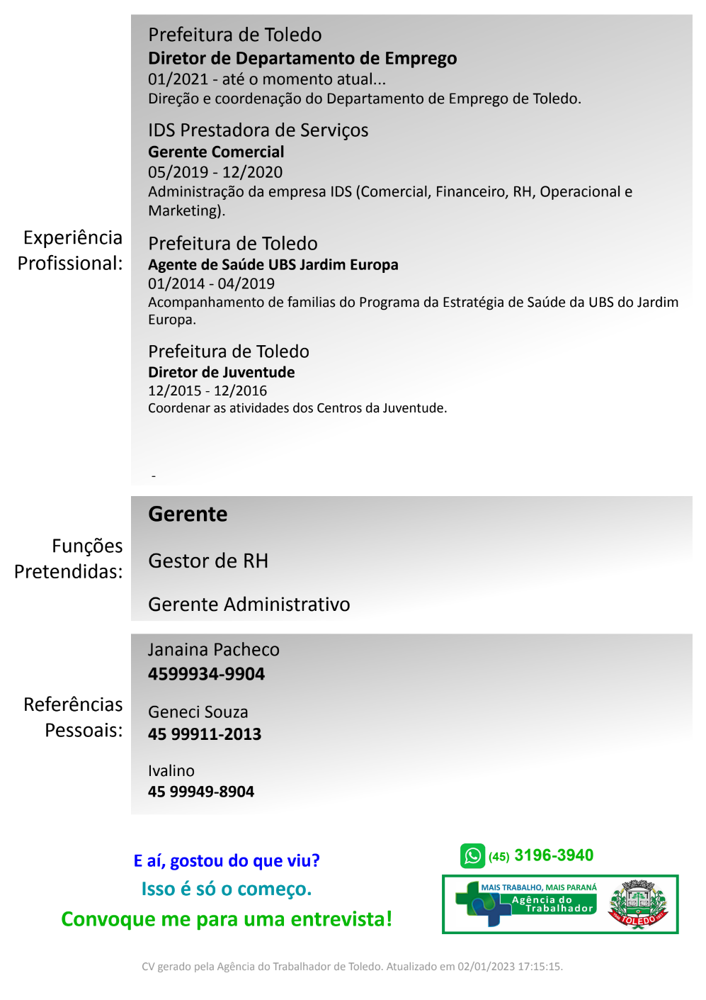 Prefeitura de Toledo
Diretor de Departamento de Emprego
01/2021 - até o momento atual...
Direção e coordenação do Departamento de Emprego de Toledo.
IDS Prestadora de Serviços
Gerente Comercial
05/2019 - 12/2020
Administração da empresa IDS (Comercial, Financeiro, RH, Operacional e
Marketing).
Experiência
Profissional:
Prefeitura de Toledo
Agente de Saúde UBS Jardim Europa
01/2014 - 04/2019
Acompanhamento de familias do Programa da Estratégia de Saúde da UBS do Jardim
Europa.
Prefeitura de Toledo
Diretor de Juventude
12/2015 - 12/2016
Coordenar as atividades dos Centros da Juventude.
-
Funções
Pretendidas:
Gerente
Gestor de RH
Gerente Administrativo
Referências
Pessoais:
Janaina Pacheco
4599934-9904
Geneci Souza
45 99911-2013
Ivalino
45 99949-8904
E aí, gostou do que viu?
Isso é só o começo.
Convoque me para uma entrevista!
(45) 3196-3940
MAIS TRABALHO, MAIS PARANÁ
Agência do
Trabalhador
1946 TOLEDO 1951
CV gerado pela Agência do Trabalhador de Toledo. Atualizado em 02/01/2023 17:15:15.